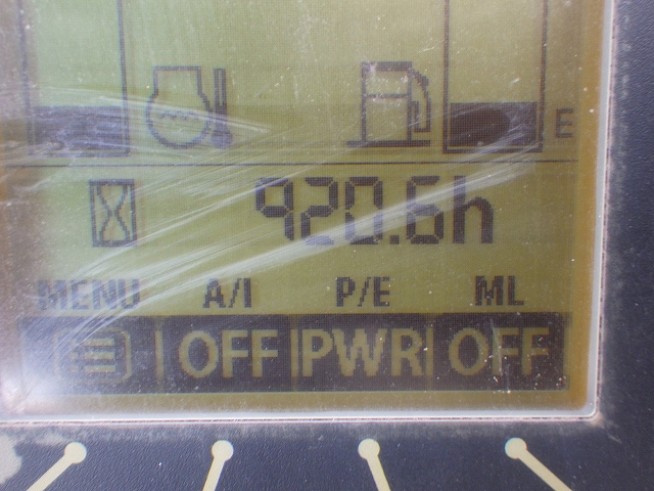 E
920.6h
MENU A/I P/E ML
OFF PWR OFF